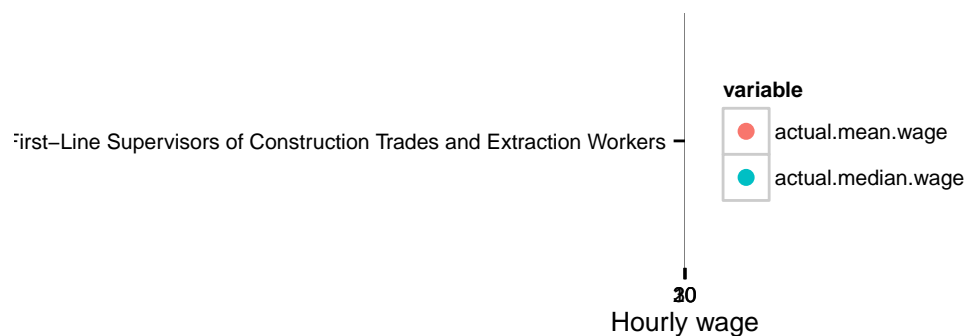 variable
First−Line Supervisors of Construction Trades and Extraction Workers
actual.mean.wage
actual.median.wage
Hourly wage